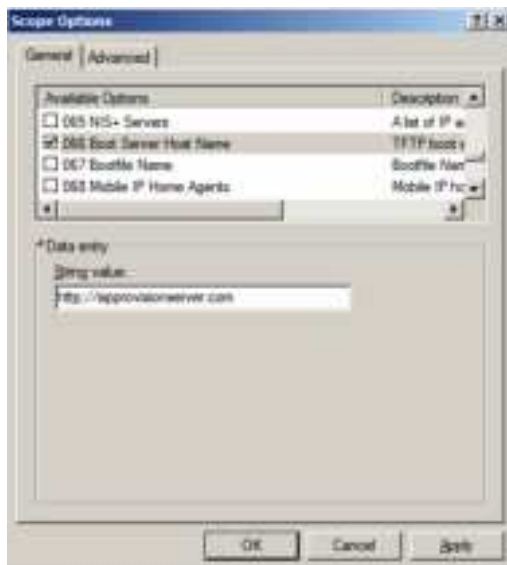 Scope Options
General
Advanced
Available Options
Description
065 NIS+ Servers
A list of IP a
066 Boot Server Host Name
TFTP boot s
067 Bootfile Name
Bootfile Nam
068 Mobile IP Home Agents
Mobile IP ho
Data entry
String value:
OK
Cancel
Apply